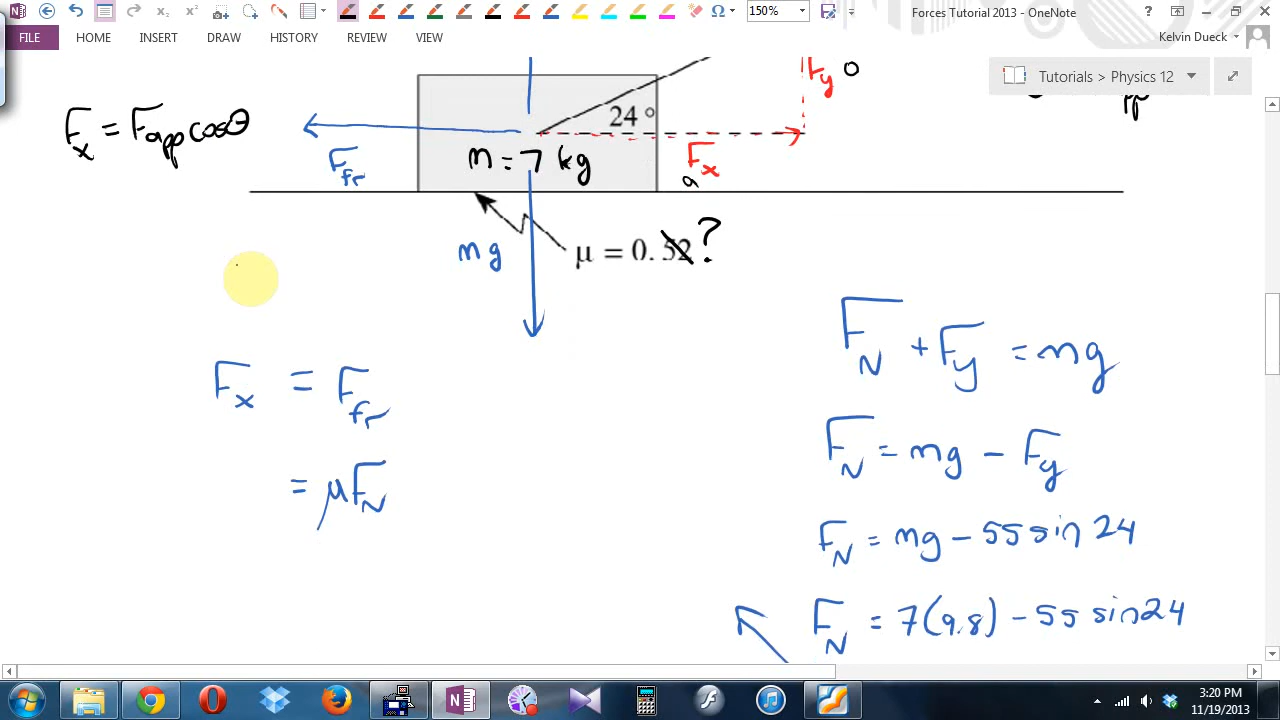 150%
Forces Tutorial 2013 - OneNote
?
FILE
HOME
INSERT
DRAW
HISTORY
REVIEW
VIEW
Kelvin Dueck
Tutorials > Physics 12
Fx = Fapp cosθ
Fy
24°
Ffr
m = 7 kg
Fx
mg
μ = 0.52 ?
FN + Fy = mg
Fx = Ffr
FN = mg - Fy
= μFN
FN = mg - 55 sin 24
FN = 7(9.8) - 55 sin24
3:20 PM
11/19/2013